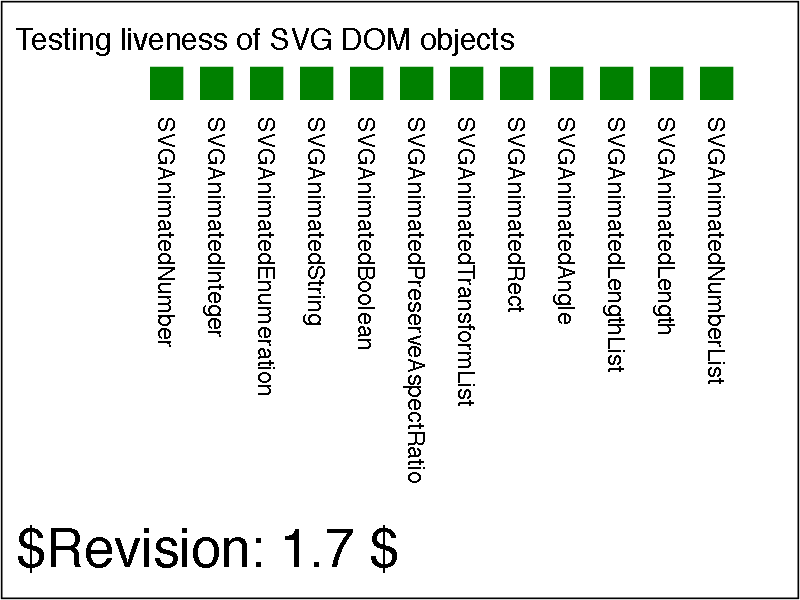 Testing liveness of SVG DOM objects
SVGAnimatedNumber
SVGAnimatedInteger
SVGAnimatedEnumeration
SVGAnimatedString
SVGAnimatedBoolean
SVGAnimatedPreserveAspectRatio
SVGAnimatedTransformList
SVGAnimatedRect
SVGAnimatedAngle
SVGAnimatedLengthList
SVGAnimatedLength
SVGAnimatedNumberList
$Revision: 1.7 $